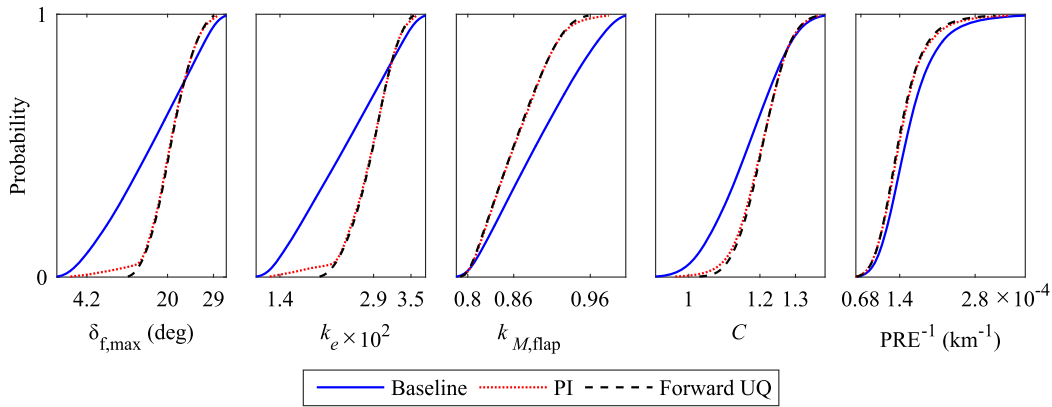 1
0
Probability
4.2 20 29
δf,max (deg)
1.4 2.9 3.5
ke×10²
0.8 0.86 0.96
kM,flap
1 1.2 1.3
C
0.68 1.4 2.8 ×10-4
PRE-1 (km-1)
Baseline PI Forward UQ